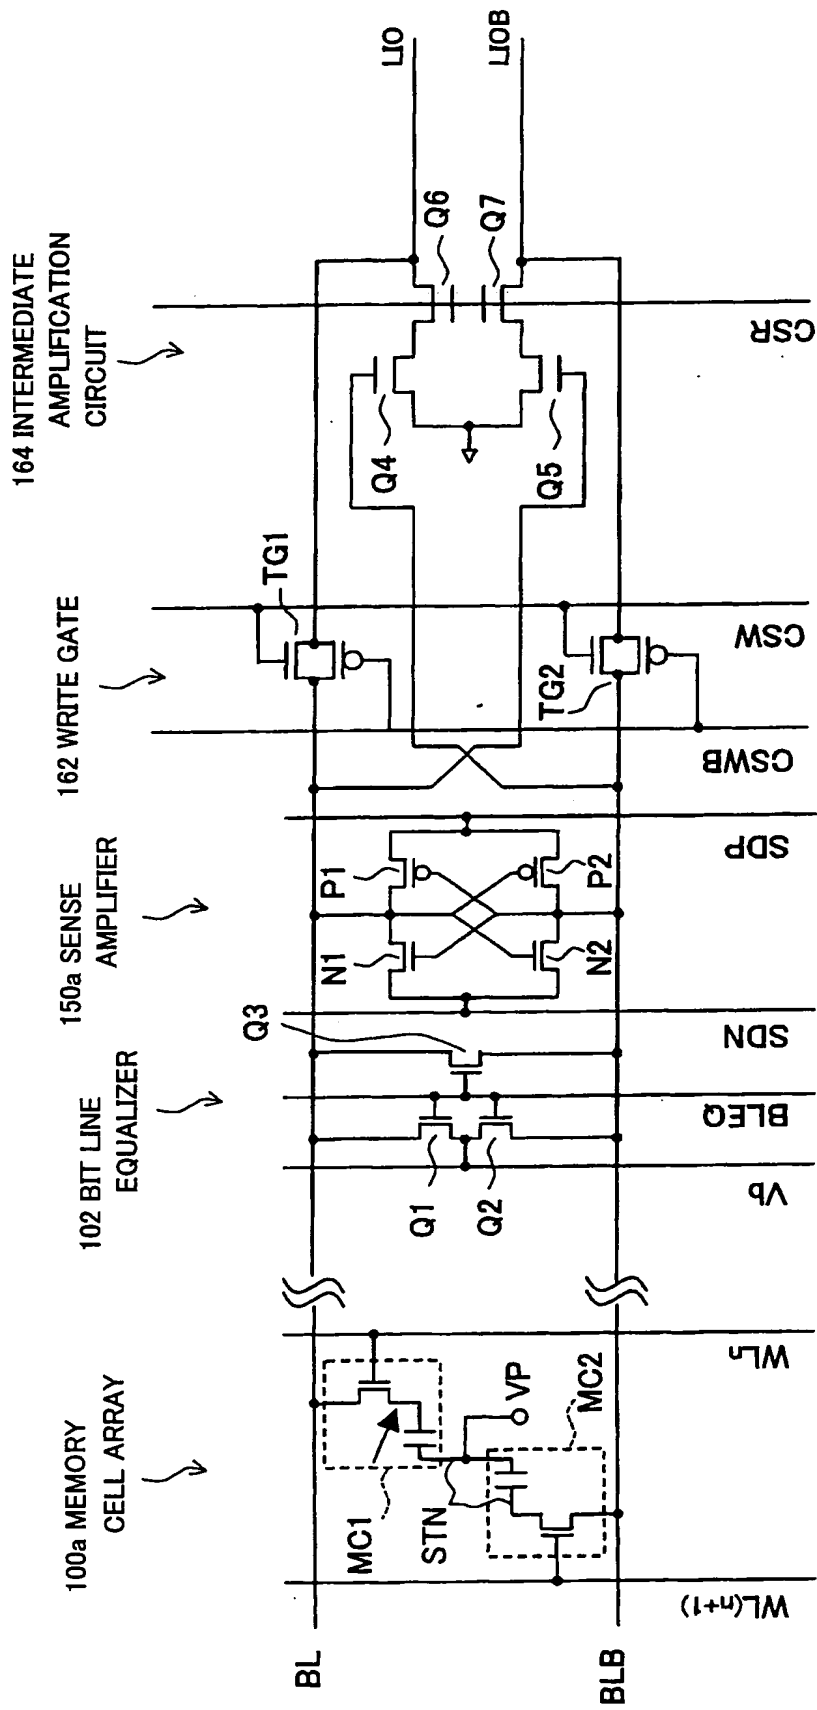 100a MEMORY
CELL ARRAY
102 BIT LINE
EQUALIZER
150a SENSE
AMPLIFIER
162 WRITE GATE
164 INTERMEDIATE
AMPLIFICATION
CIRCUIT
BL
BLB
MC1
STN
VP
MC2
Q1
Q2
Q3
N1
P1
N2
P2
TG1
TG2
Q4
Q5
Q6
Q7
LIO
LIOB
WL(n+1)
WLn
Vb
BLEQ
SDN
SDP
CSWB
CSW
CSR